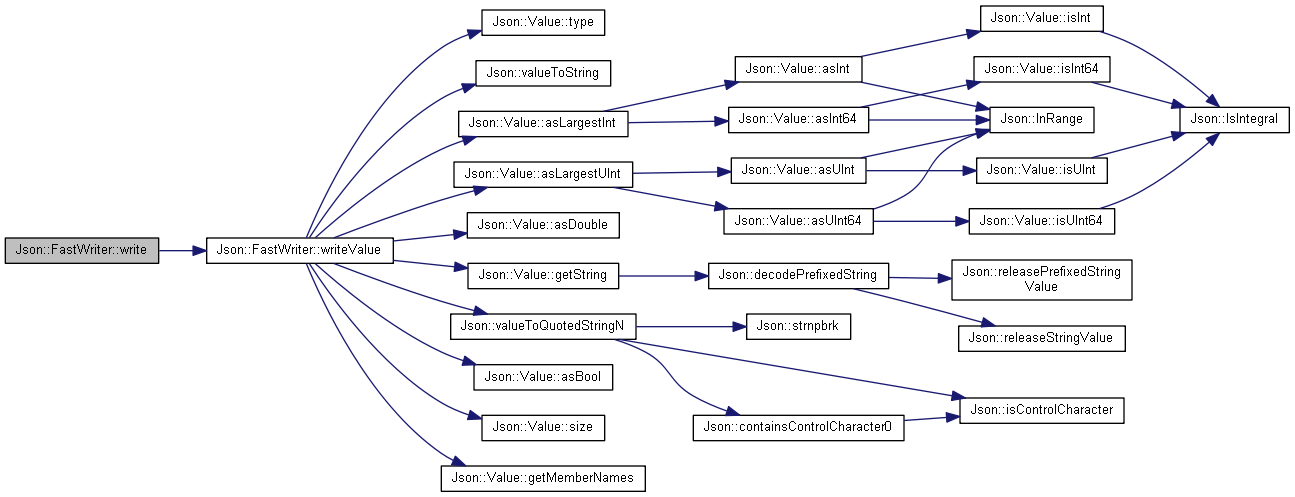 Json::Value::isInt
Json::Value::type
Json::valueToString
Json::Value::asInt
Json::Value::isInt64
Json::Value::asLargestInt
Json::Value::asInt64
Json::InRange
Json::IsIntegral
Json::Value::asLargestUInt
Json::Value::asUInt
Json::Value::isUInt
Json::Value::asUInt64
Json::Value::isUInt64
Json::Value::asDouble
Json::FastWriter::write
Json::FastWriter::writeValue
Json::Value::getString
Json::decodePrefixedString
Json::releasePrefixedString
Value
Json::valueToQuotedStringN
Json::strnpbrk
Json::releaseStringValue
Json::Value::asBool
Json::isControlCharacter
Json::Value::size
Json::containsControlCharacter0
Json::Value::getMemberNames